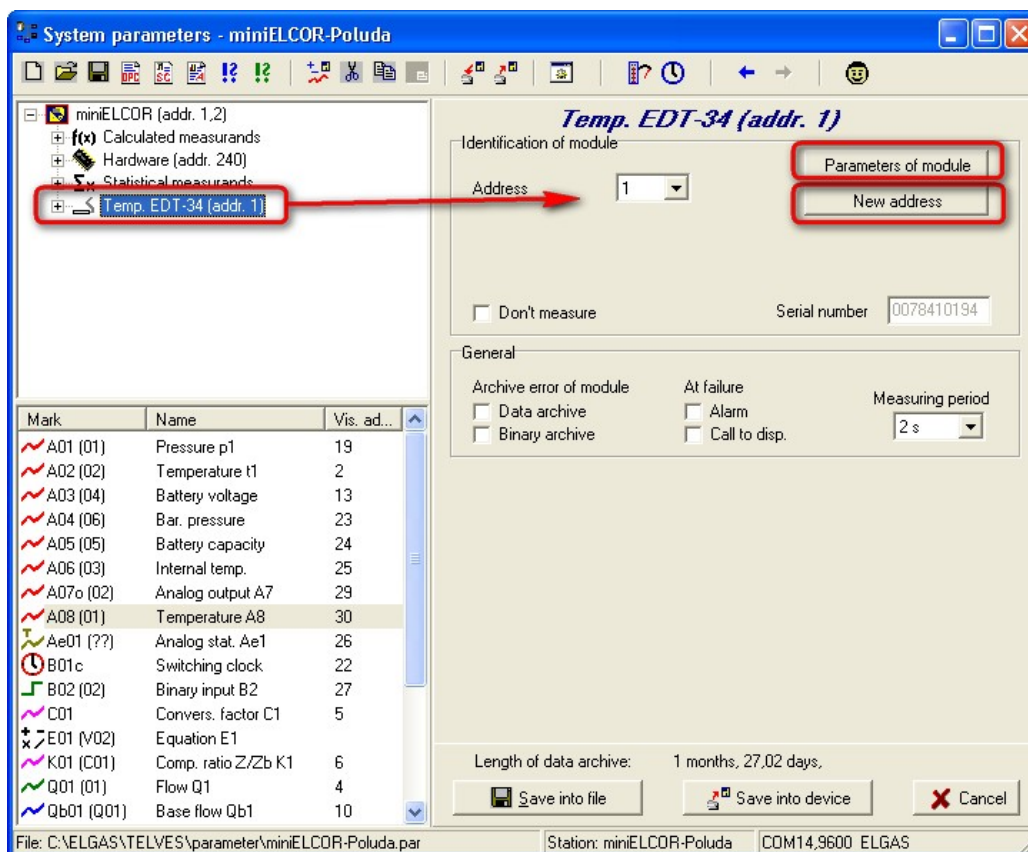 System parameters - miniELCOR-Poluda
miniELCOR (addr. 1,2)
f(x) Calculated measurands
Hardware (addr. 240)
Σx Statistical measurands
Temp. EDT-34 (addr. 1)
Mark Name Vis. ad...
A01 (01) Pressure p1 19
A02 (02) Temperature t1 2
A03 (04) Battery voltage 13
A04 (06) Bar. pressure 23
A05 (05) Battery capacity 24
A06 (03) Internal temp. 25
A07o (02) Analog output A7 29
A08 (01) Temperature A8 30
Ae01 (??) Analog stat. Ae1 26
B01c Switching clock 22
B02 (02) Binary input B2 27
C01 Convers. factor C1 5
E01 (V02) Equation E1
K01 (C01) Comp. ratio Z/Zb K1 6
Q01 (01) Flow Q1 4
Qb01 (Q01) Base flow Qb1 10
Temp. EDT-34 (addr. 1)
Identification of module
Parameters of module
Address 1
New address
Don't measure
Serial number 0078410194
General
Archive error of module
Data archive
Binary archive
At failure
Alarm
Call to disp.
Measuring period
2 s
Length of data archive: 1 months, 27,02 days,
Save into file
Save into device
Cancel
File: C:\ELGAS\TELVES\parameter\miniELCOR-Poluda.par
Station: miniELCOR-Poluda
COM14,9600 ELGAS